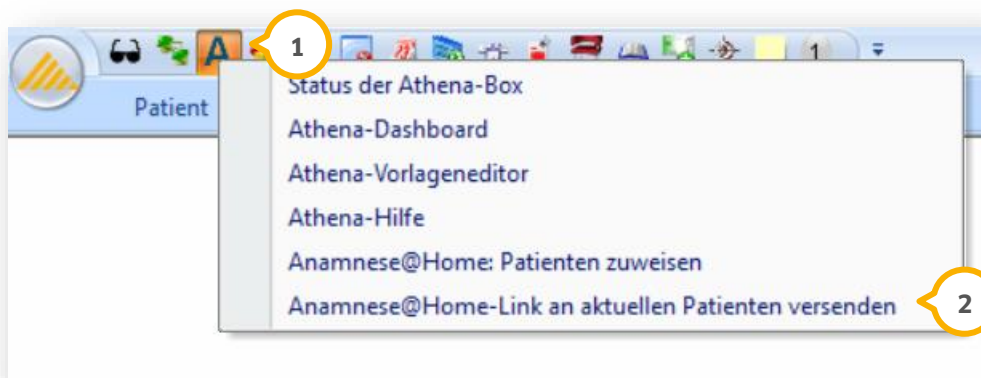 A 1 1
Patient
Status der Athena-Box
Athena-Dashboard
Athena-Vorlageneditor
Athena-Hilfe
Anamnese@Home: Patienten zuweisen
Anamnese@Home-Link an aktuellen Patienten versenden 2